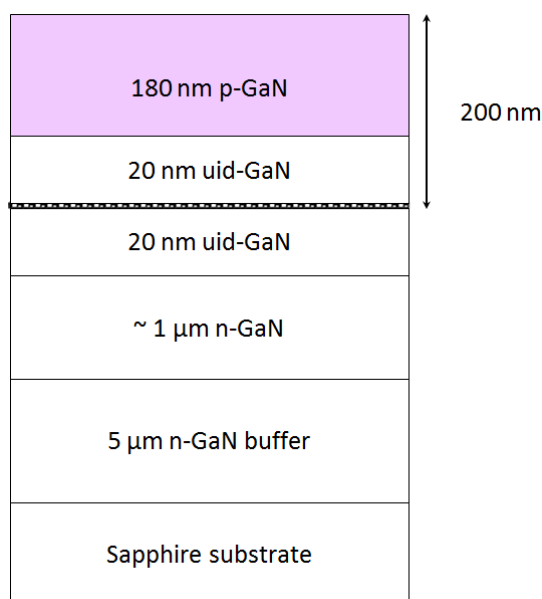 180 nm p-GaN
200 nm
20 nm uid-GaN
20 nm uid-GaN
~ 1 μm n-GaN
5 μm n-GaN buffer
Sapphire substrate